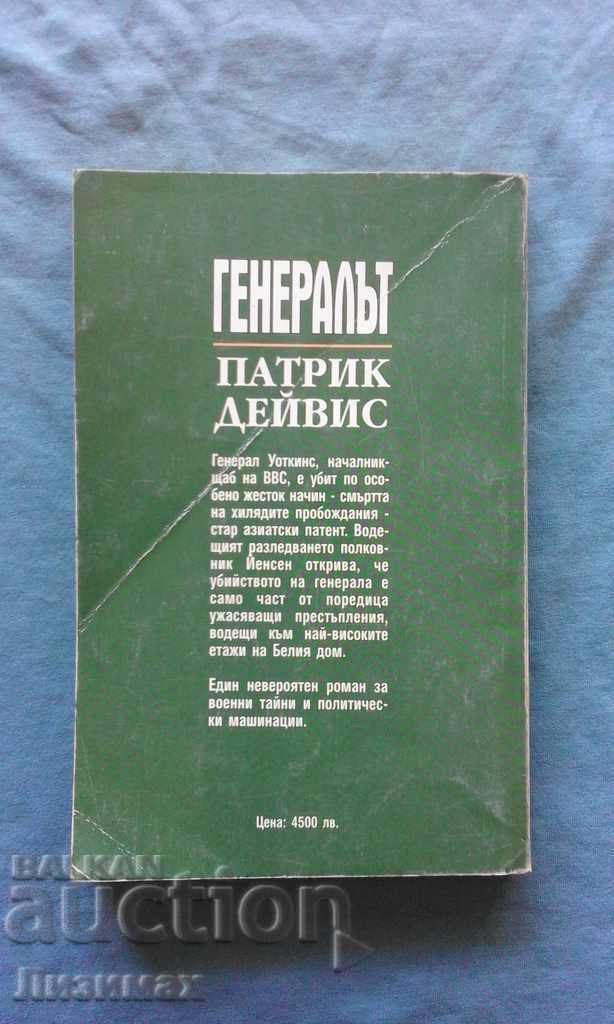 ГЕНЕРАЛЪТ
ПАТРИК
ДЕЙВИС
Генерал Уоткинс, началник-
щаб на ВВС, е убит по осо-
бено жесток начин - смъртта
на хилядите пробождания -
стар азиатски патент. Воде-
щият разледването полков-
ник Йенсен открива, че
убийството на генерала е
само част от поредица
ужасяващи престъпления,
водещи към най-високите
етажи на Белия дом.
Един невероятен роман за
военни тайни и политичес-
ки машинации.
Цена: 4500 лв.
BALKAN
auction
Лизимах